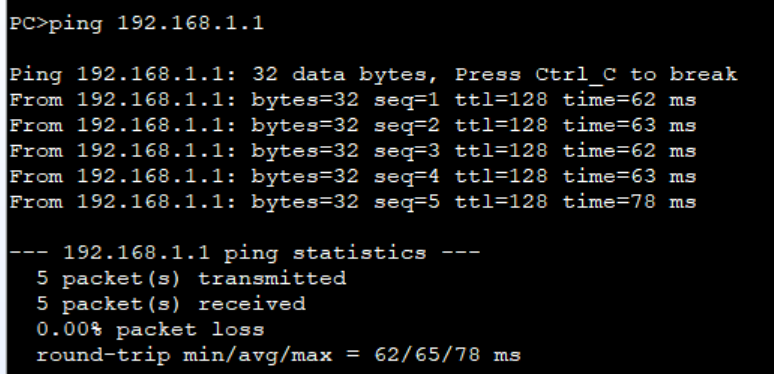 PC>ping 192.168.1.1
Ping 192.168.1.1: 32 data bytes, Press Ctrl_C to break
From 192.168.1.1: bytes=32 seq=1 ttl=128 time=62 ms
From 192.168.1.1: bytes=32 seq=2 ttl=128 time=63 ms
From 192.168.1.1: bytes=32 seq=3 ttl=128 time=62 ms
From 192.168.1.1: bytes=32 seq=4 ttl=128 time=63 ms
From 192.168.1.1: bytes=32 seq=5 ttl=128 time=78 ms
--- 192.168.1.1 ping statistics ---
5 packet(s) transmitted
5 packet(s) received
0.00% packet loss
round-trip min/avg/max = 62/65/78 ms